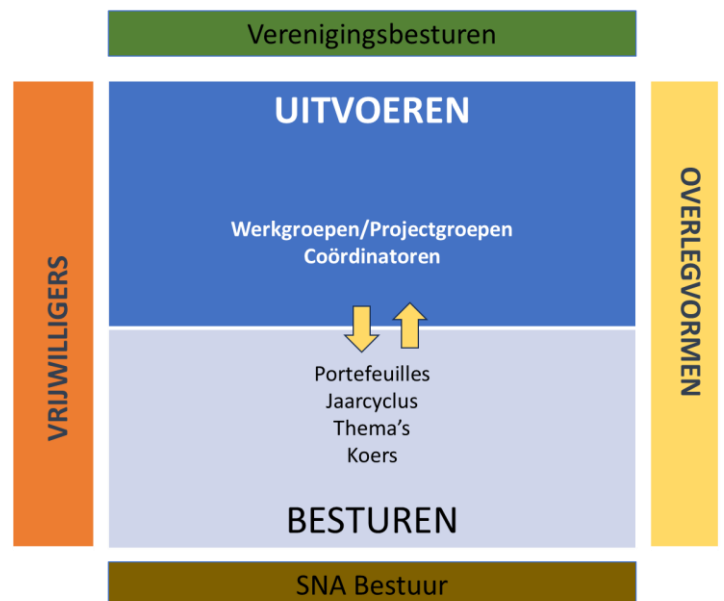 Verenigingsbesturen
VRIJWILLIGERS
UITVOEREN
Werkgroepen/Projectgroepen
Coördinatoren
Portefeuilles
Jaarcyclus
Thema's
Koers
BESTUREN
OVERLEGVORMEN
SNA Bestuur